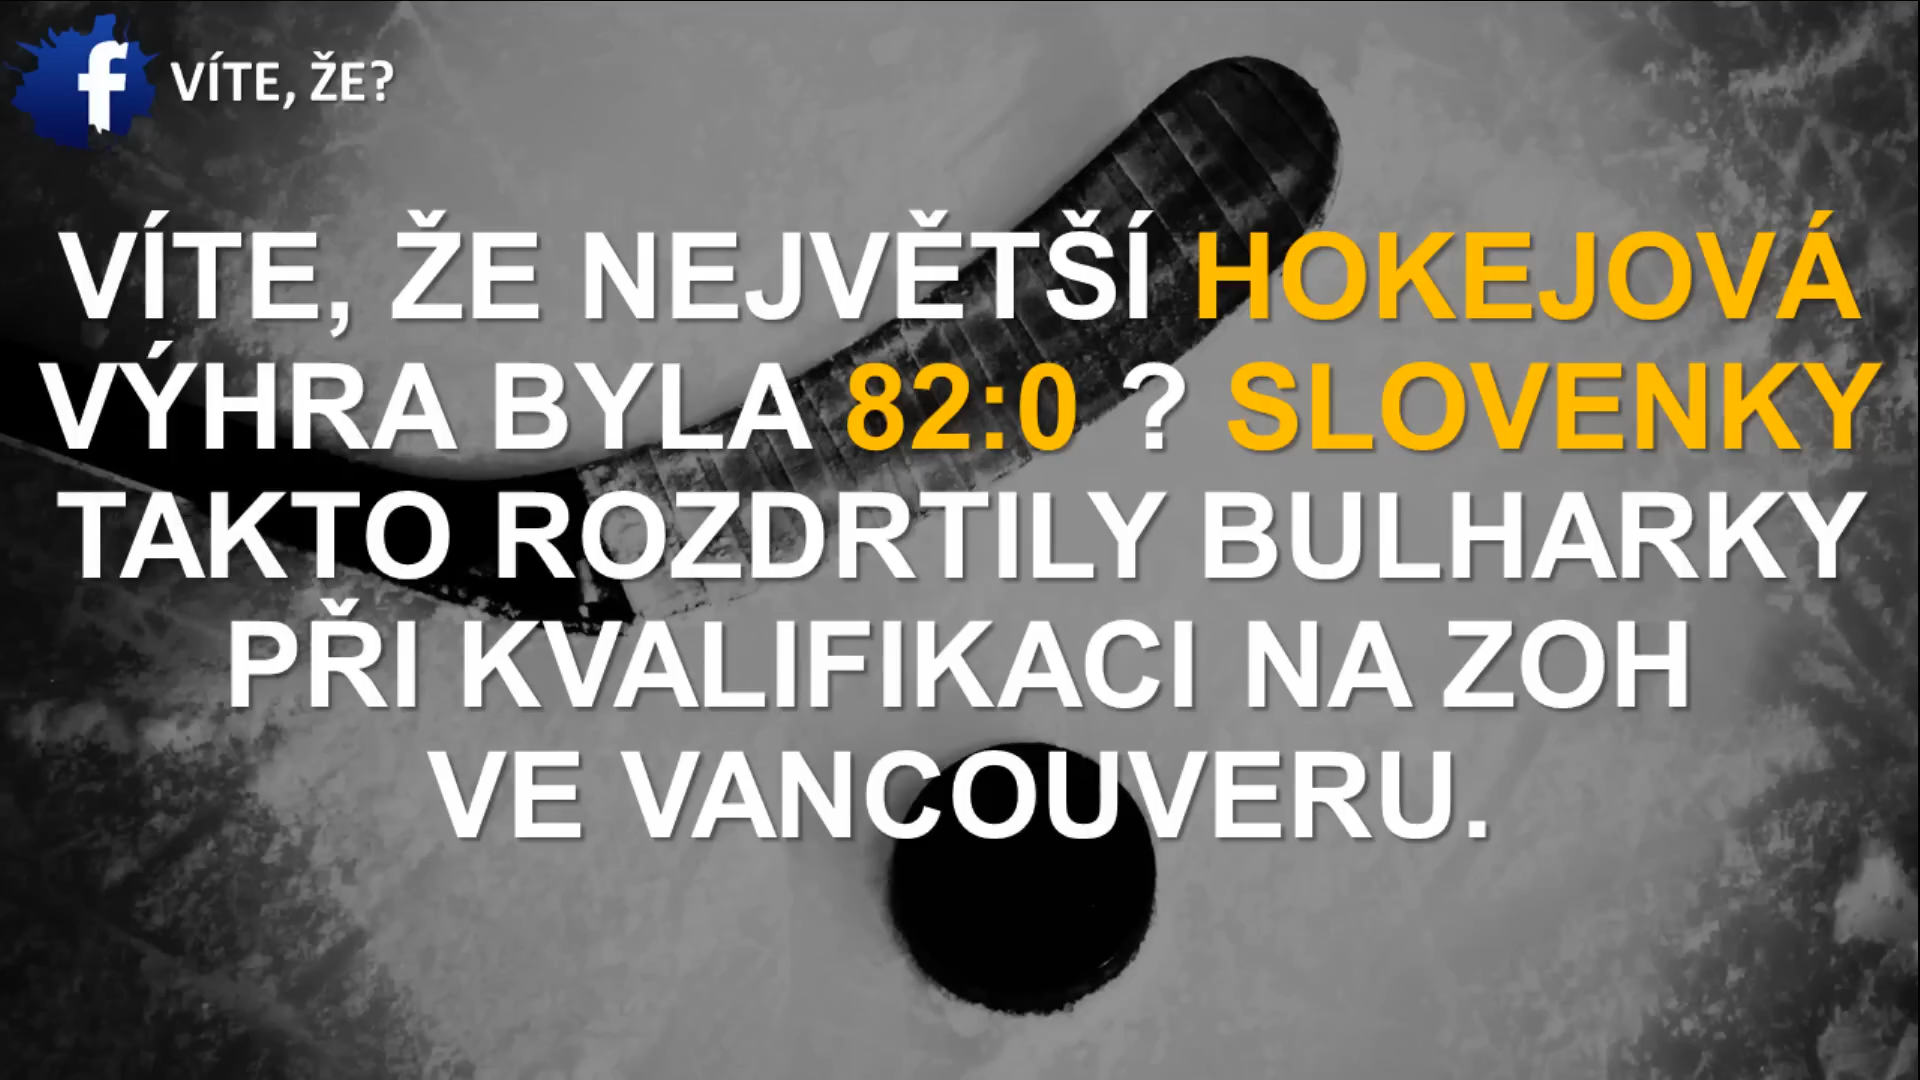 f VÍTE, ŽE?
VÍTE, ŽE NEJVĚTŠÍ HOKEJOVÁ
VÝHRA BYLA 82:0 ? SLOVENKY
TAKTO ROZDRTILY BULHARKY
PŘI KVALIFIKACI NA ZOH
VE VANCOUVERU.